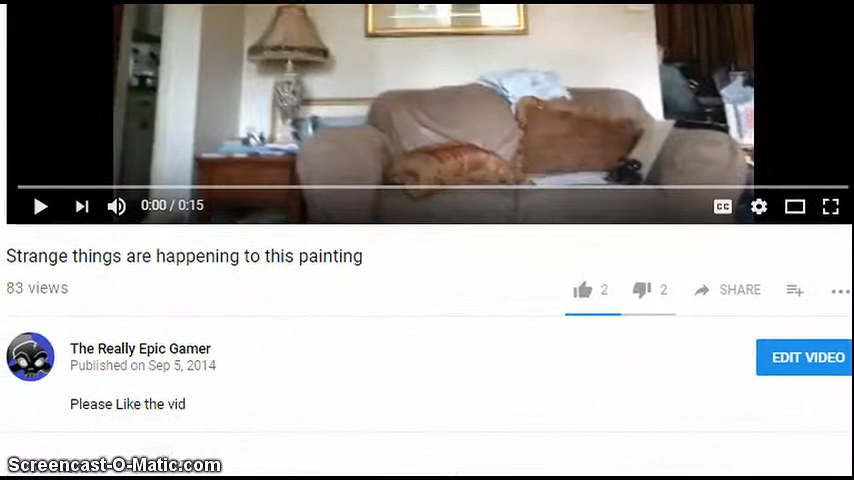 0:00 / 0:15
CC
Strange things are happening to this painting
83 views
2
2
SHARE
The Really Epic Gamer
Published on Sep 5, 2014
EDIT VIDEO
Please Like the vid
Screencast-O-Matic.com